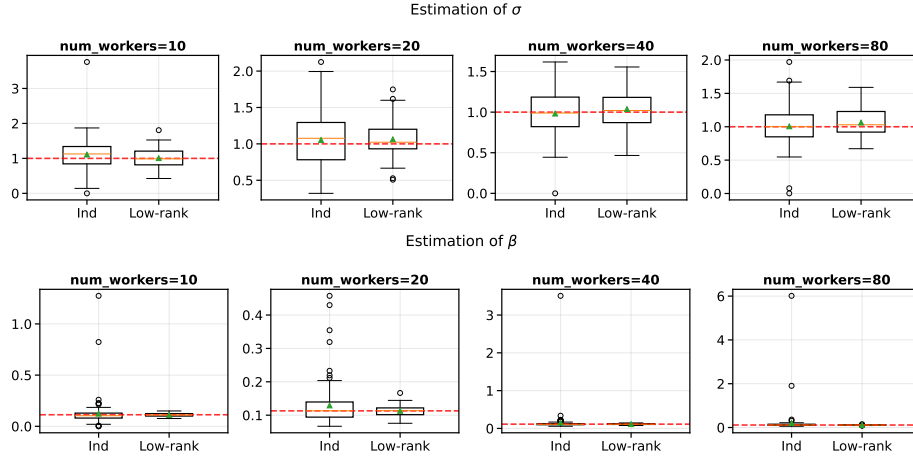 Estimation of σ
num_workers=10
num_workers=20
num_workers=40
num_workers=80
3
2
1
0
Ind
Low-rank
2.0
1.5
1.0
0.5
Ind
Low-rank
1.5
1.0
0.5
0.0
Ind
Low-rank
2.0
1.5
1.0
0.5
0.0
Ind
Low-rank
Estimation of β
num_workers=10
num_workers=20
num_workers=40
num_workers=80
1.0
0.5
0.0
Ind
Low-rank
0.4
0.3
0.2
0.1
Ind
Low-rank
3
2
1
0
Ind
Low-rank
6
4
2
0
Ind
Low-rank